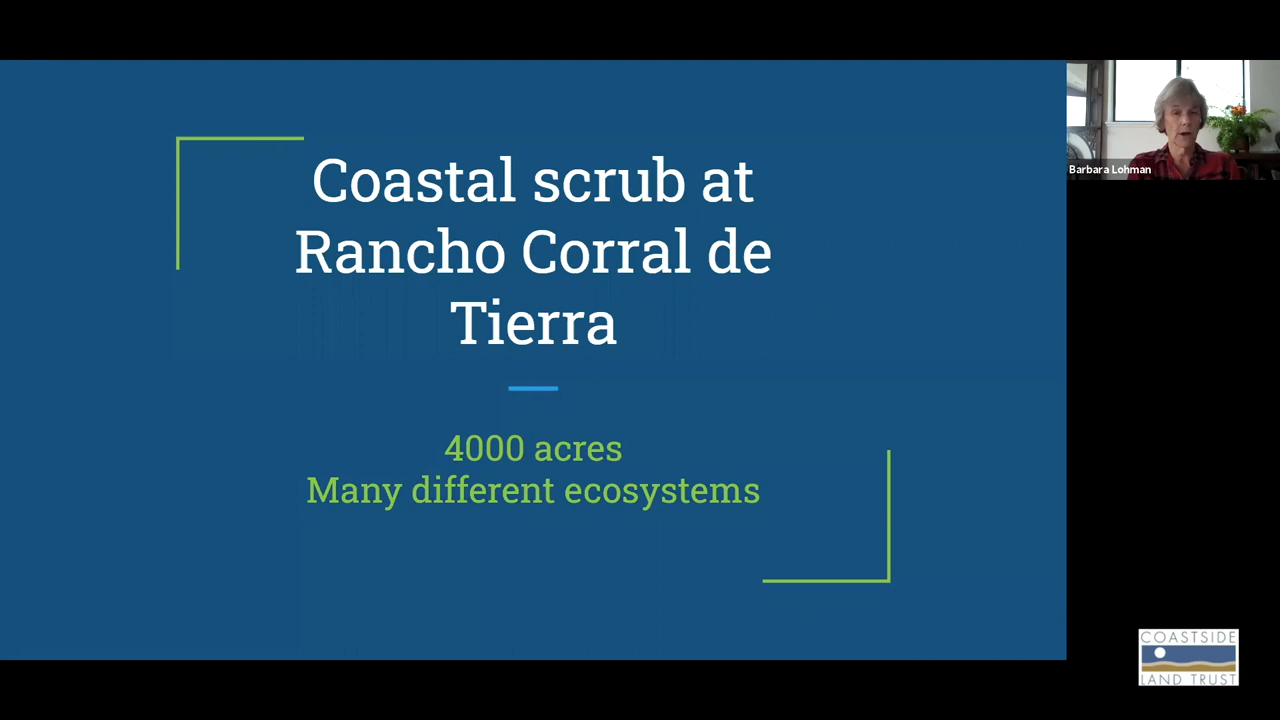 Coastal scrub at
Rancho Corral de
Tierra
4000 acres
Many different ecosystems
Barbara Lohman
COASTSIDE
LAND TRUST